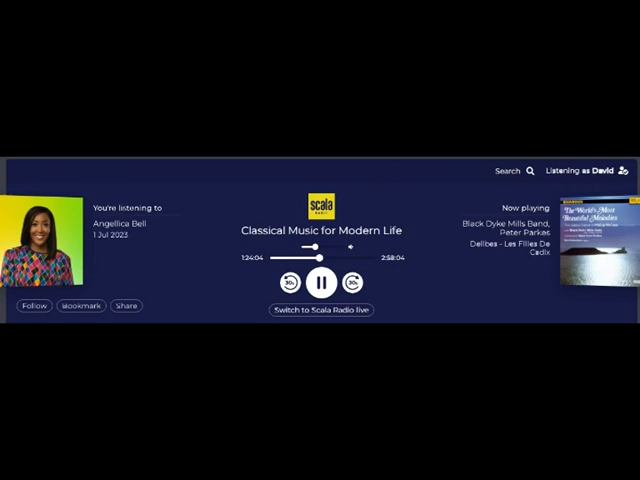 Search
Listening as David
You're listening to
Angellica Bell
1 Jul 2023
scala
RADIO
Classical Music for Modern Life
1:24:04
2:58:04
30s
30s
Now playing
Black Dyke Mills Band,
Peter Parkes
Delibes - Les Filles De
Cadix
The World's Most
Beautiful Melodies
Follow
Bookmark
Share
Switch to Scala Radio live